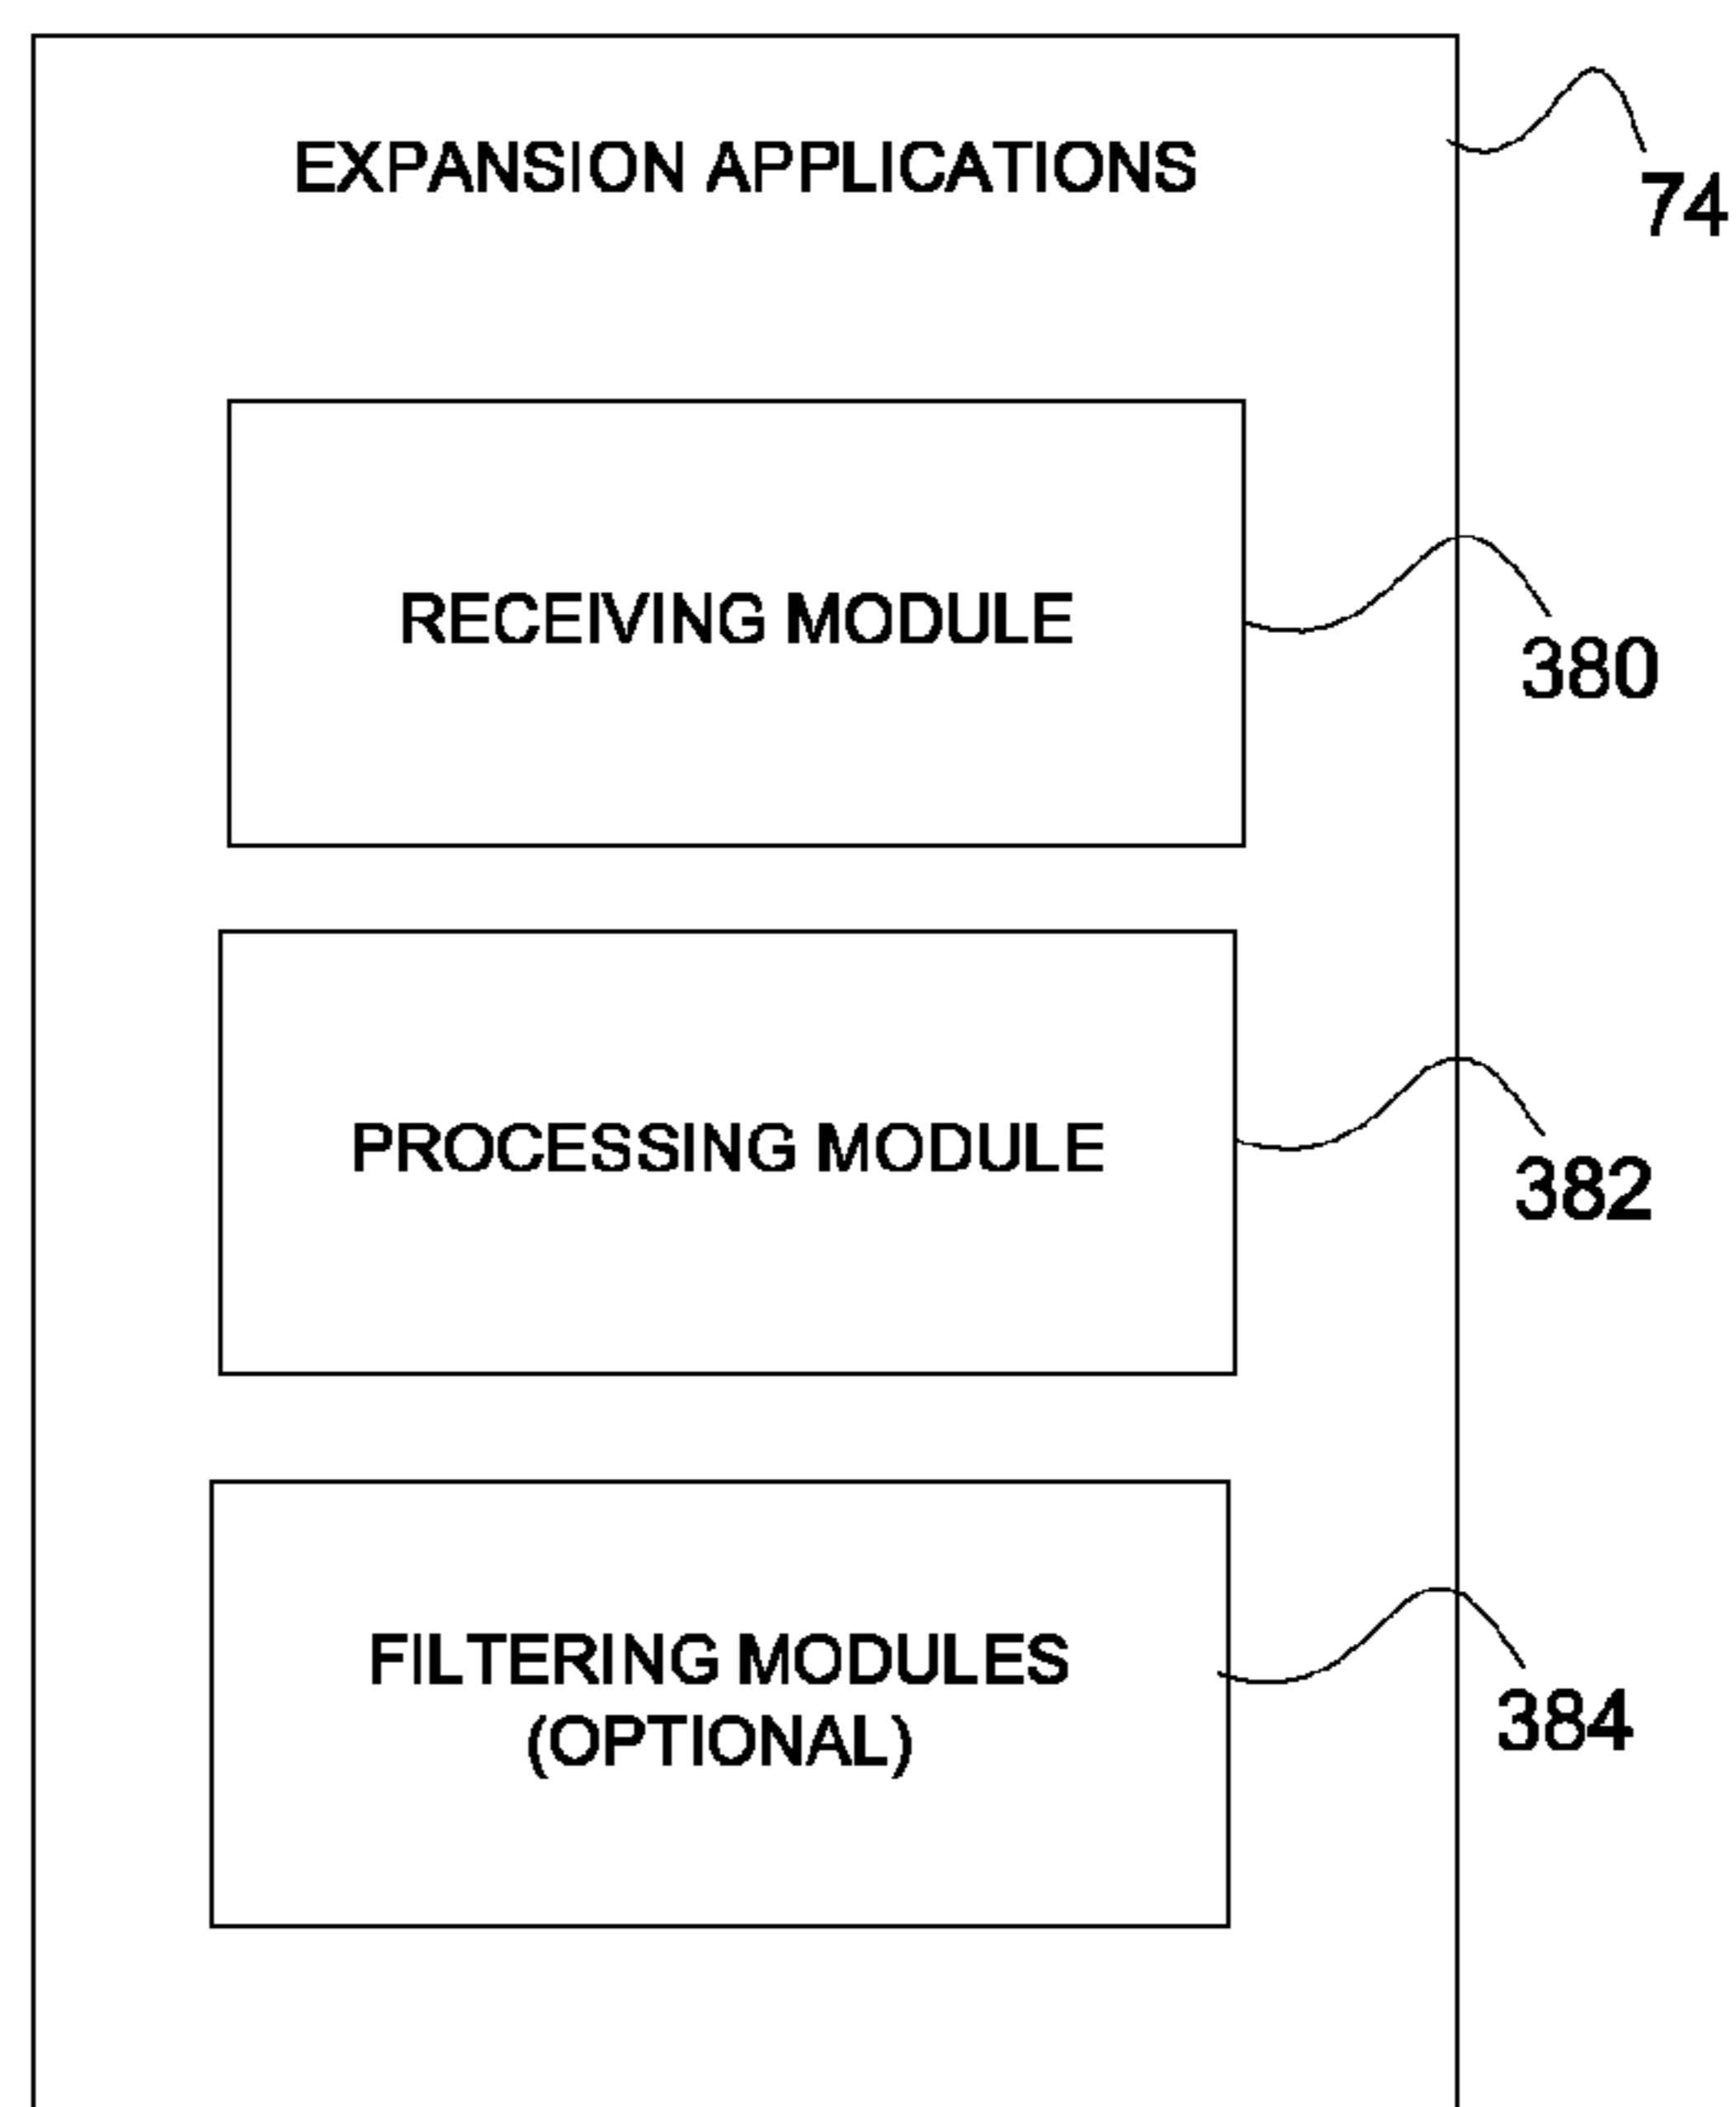 EXPANSION APPLICATIONS
74
RECEIVING MODULE
380
PROCESSING MODULE
382
FILTERING MODULES
(OPTIONAL)
384